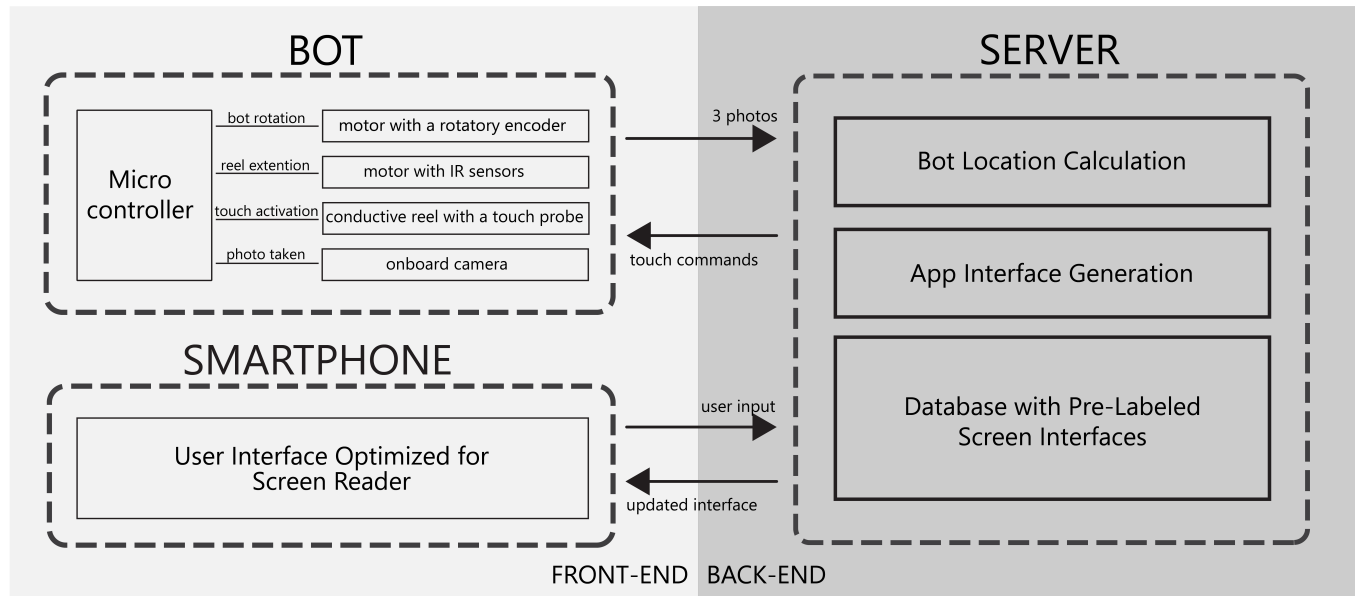 BOT
Micro
controller
bot rotation
motor with a rotatory encoder
reel extention
motor with IR sensors
touch activation
conductive reel with a touch probe
photo taken
onboard camera
SMARTPHONE
User Interface Optimized for
Screen Reader
3 photos
touch commands
user input
updated interface
SERVER
Bot Location Calculation
App Interface Generation
Database with Pre-Labeled
Screen Interfaces
FRONT-END
BACK-END